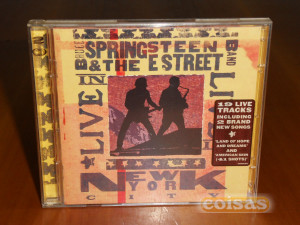 BRUCE
SPRINGSTEEN
& THE E STREET
BAND
LIVE IN
NEW
YORK
CITY
19 LIVE
TRACKS
INCLUDING
2 BRAND
NEW SONGS
"LAND OF HOPE
AND DREAMS"
AND
"AMERICAN SKIN
(41 SHOTS)"
coisas